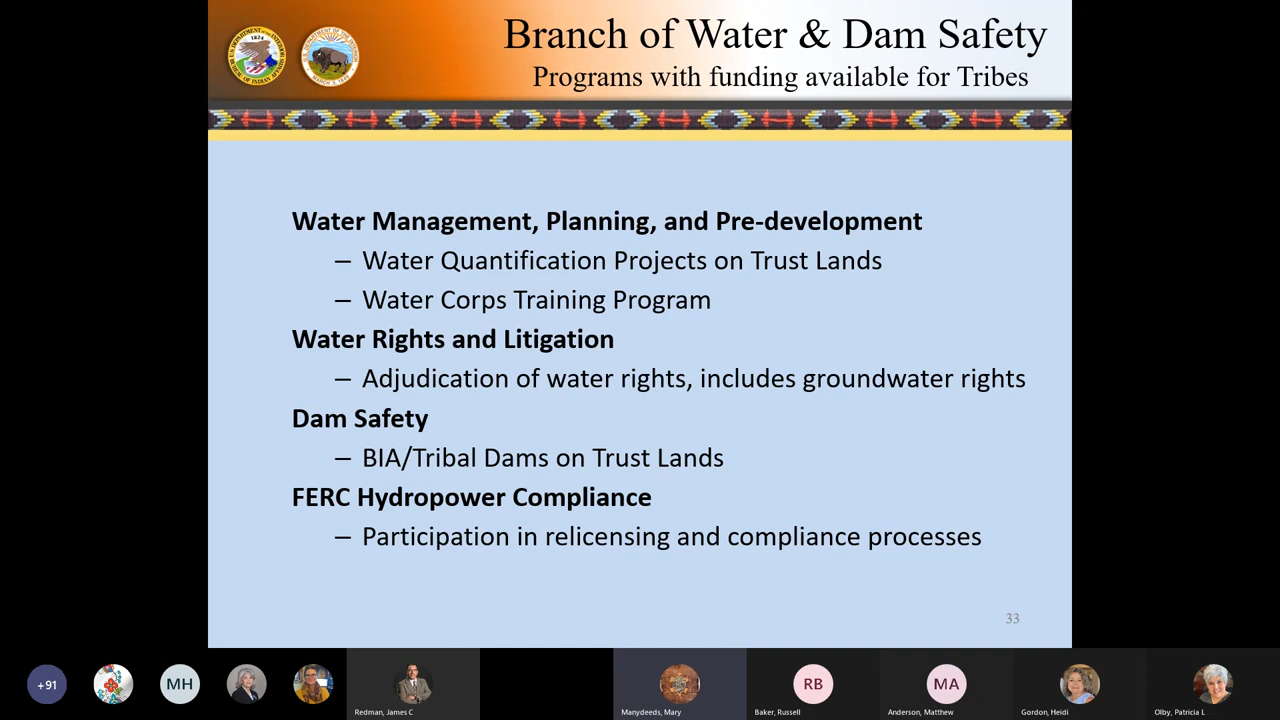 Branch of Water & Dam Safety
Programs with funding available for Tribes
Water Management, Planning, and Pre-development
– Water Quantification Projects on Trust Lands
– Water Corps Training Program
Water Rights and Litigation
– Adjudication of water rights, includes groundwater rights
Dam Safety
– BIA/Tribal Dams on Trust Lands
FERC Hydropower Compliance
– Participation in relicensing and compliance processes
33
+91
MH
RB
MA
Redman, James C
Manydeeds, Mary
Baker, Russell
Anderson, Matthew
Gordon, Heidi
Olby, Patricia L